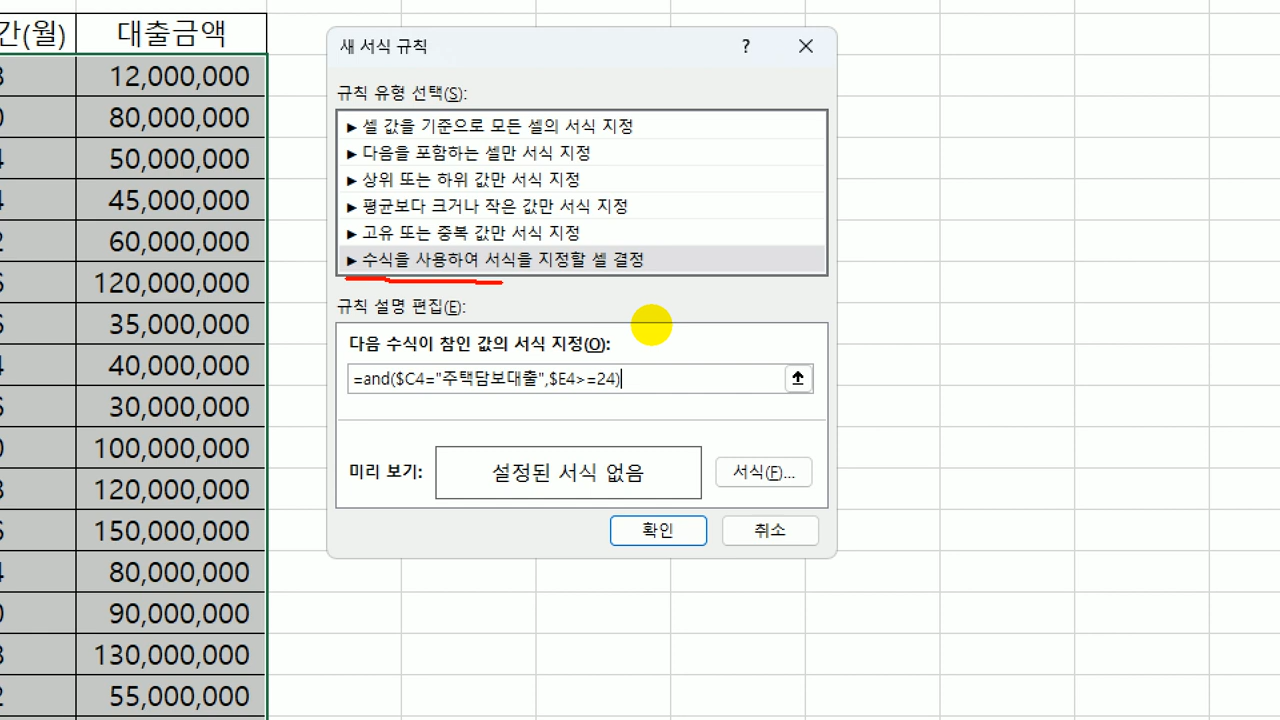 간(월) 대출금액
12,000,000
80,000,000
50,000,000
45,000,000
60,000,000
120,000,000
35,000,000
40,000,000
30,000,000
100,000,000
120,000,000
150,000,000
80,000,000
90,000,000
130,000,000
55,000,000
새 서식 규칙 ?
규칙 유형 선택(S):
► 셀 값을 기준으로 모든 셀의 서식 지정
► 다음을 포함하는 셀만 서식 지정
► 상위 또는 하위 값만 서식 지정
► 평균보다 크거나 작은 값만 서식 지정
► 고유 또는 중복 값만 서식 지정
► 수식을 사용하여 서식을 지정할 셀 결정
규칙 설명 편집(E):
다음 수식이 참인 값의 서식 지정(O):
=and($C4="주택담보대출",$E4>=24)
미리 보기: 설정된 서식 없음 서식(F)...
확인 취소